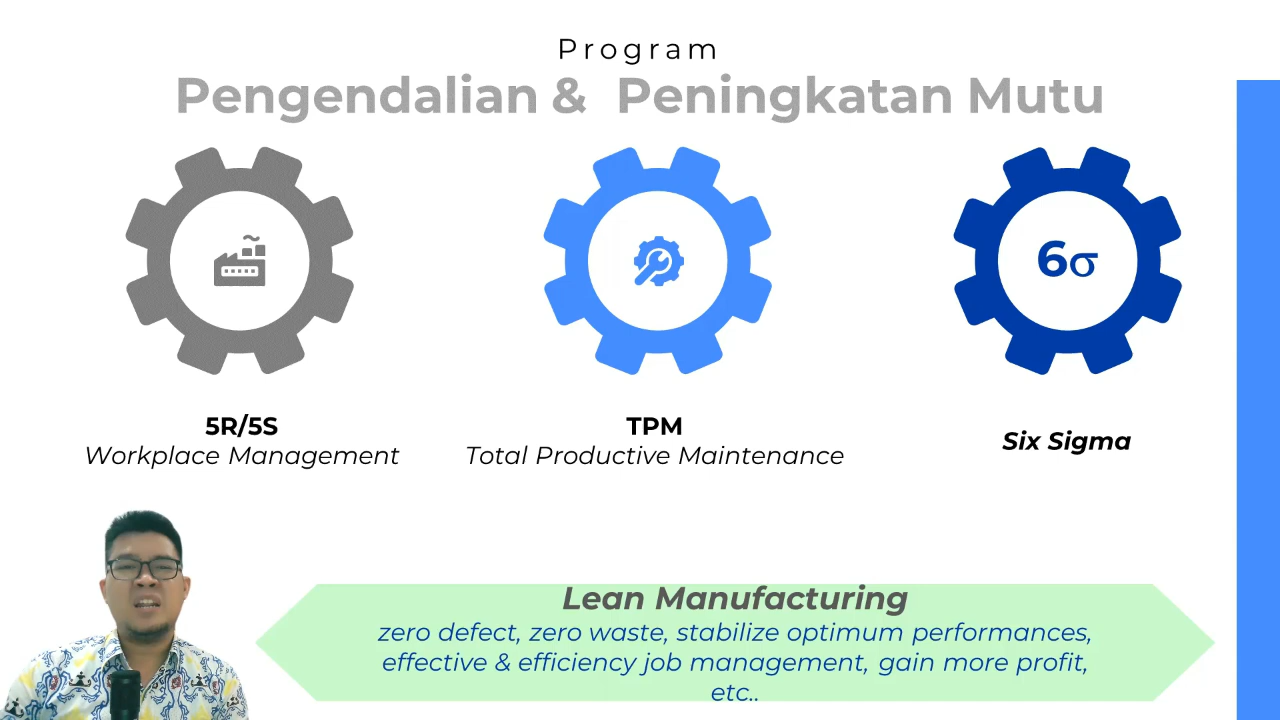 Program
Pengendalian & Peningkatan Mutu
6σ
5R/5S
Workplace Management
TPM
Total Productive Maintenance
Six Sigma
Lean Manufacturing
zero defect, zero waste, stabilize optimum performances,
effective & efficiency job management, gain more profit,
etc..